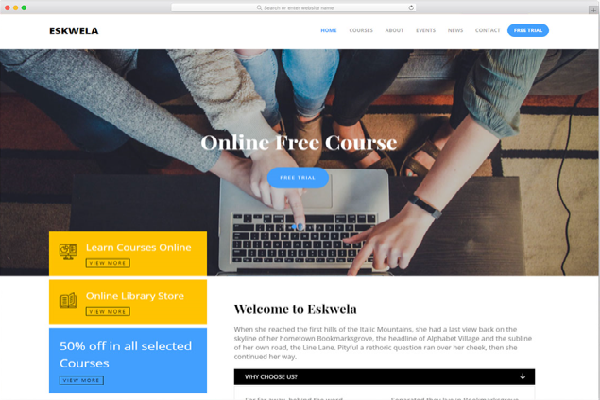 Search or enter website name
ESKWELA
HOME COURSES ABOUT EVENTS NEWS CONTACT FREE TRIAL
Online Free Course
FREE TRIAL
Learn Courses Online
VIEW MORE
Online Library Store
VIEW MORE
50% off in all selected
Courses
VIEW MORE
Welcome to Eskwela
When she reached the first hills of the Italic Mountains, she had a last view back on the
skyline of her hometown Bookmarksgrove, the headline of Alphabet Village and the subline
of her own road, the Line Lane. Pityful a rethoric question ran over her cheek, then she
continued her way.
WHY CHOOSE US?